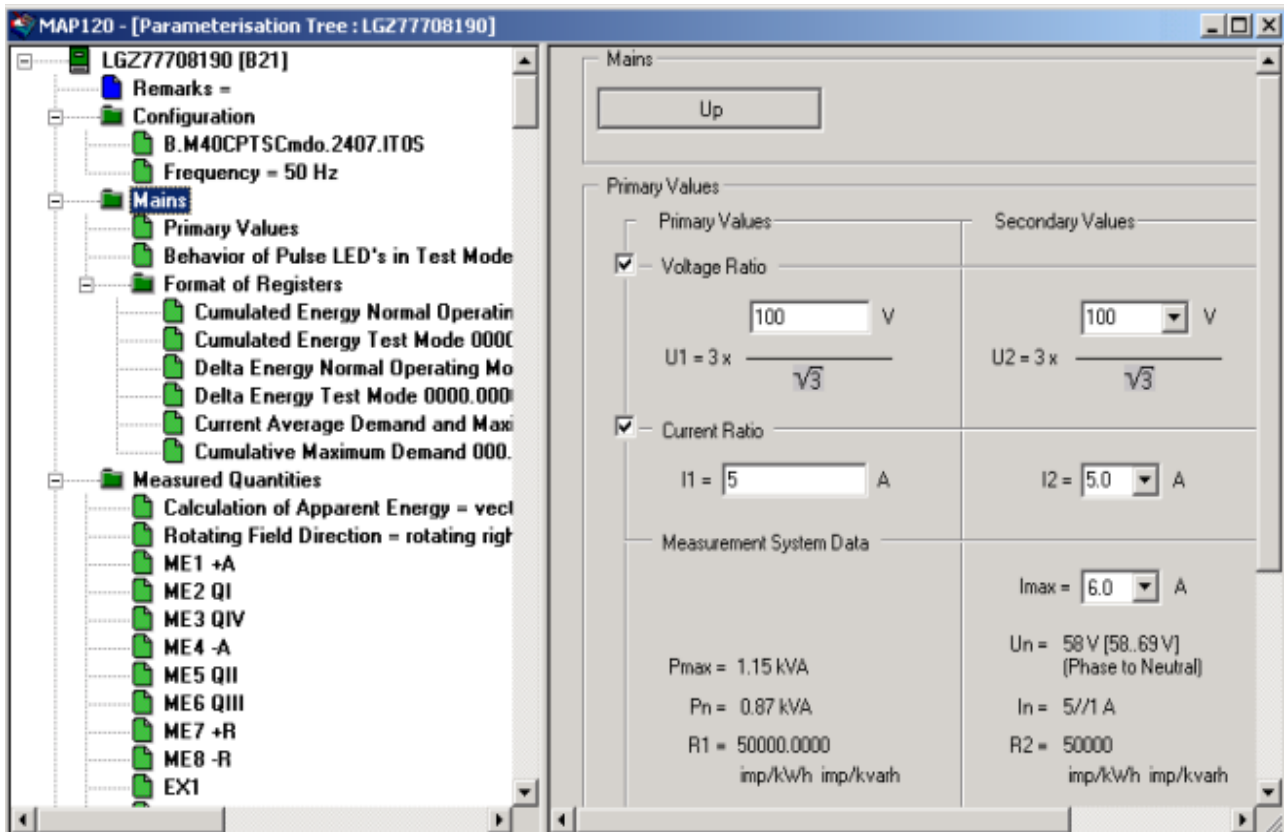 MAP120 - [Parameterisation Tree : LGZ77708190]
LGZ77708190 [B21]
Remarks =
Configuration
B.M40CPTSCmdo.2407.IT0S
Frequency = 50 Hz
Mains
Primary Values
Behavior of Pulse LED's in Test Mode
Format of Registers
Cumulated Energy Normal Operatin
Cumulated Energy Test Mode 0000
Delta Energy Normal Operating Mo
Delta Energy Test Mode 0000.000
Current Average Demand and Maxi
Cumulative Maximum Demand 000.
Measured Quantities
Calculation of Apparent Energy = vect
Rotating Field Direction = rotating righ
ME1 +A
ME2 QI
ME3 QIV
ME4 -A
ME5 QII
ME6 QIII
ME7 +R
ME8 -R
EX1
Mains
Up
Primary Values
Primary Values
Secondary Values
Voltage Ratio
100 V
100 V
U1 = 3 x
U2 = 3 x
√3
√3
Current Ratio
I1 = 5 A
I2 = 5.0 A
Measurement System Data
Imax = 6.0 A
Un = 58 V [58..69 V]
(Phase to Neutral)
Pmax = 1.15 kVA
Pn = 0.87 kVA
In = 5//1 A
R1 = 50000.0000
R2 = 50000
imp/kWh imp/kvarh
imp/kWh imp/kvarh